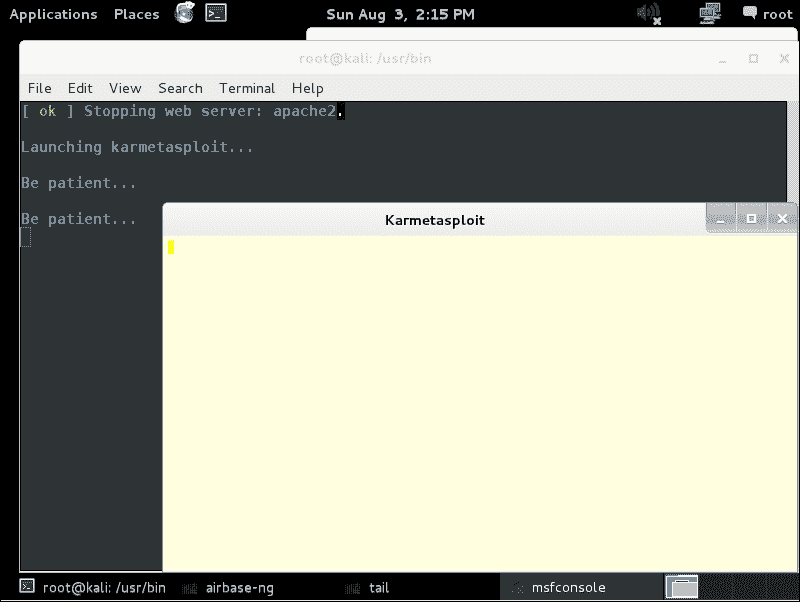 Applications Places Sun Aug 3, 2:15 PM root
root@kali: /usr/bin
File Edit View Search Terminal Help
[ ok ] Stopping web server: apache2.
Launching karmetasploit...
Be patient...
Be patient...
Karmetasploit
root@kali: /usr/bin airbase-ng tail msfconsole